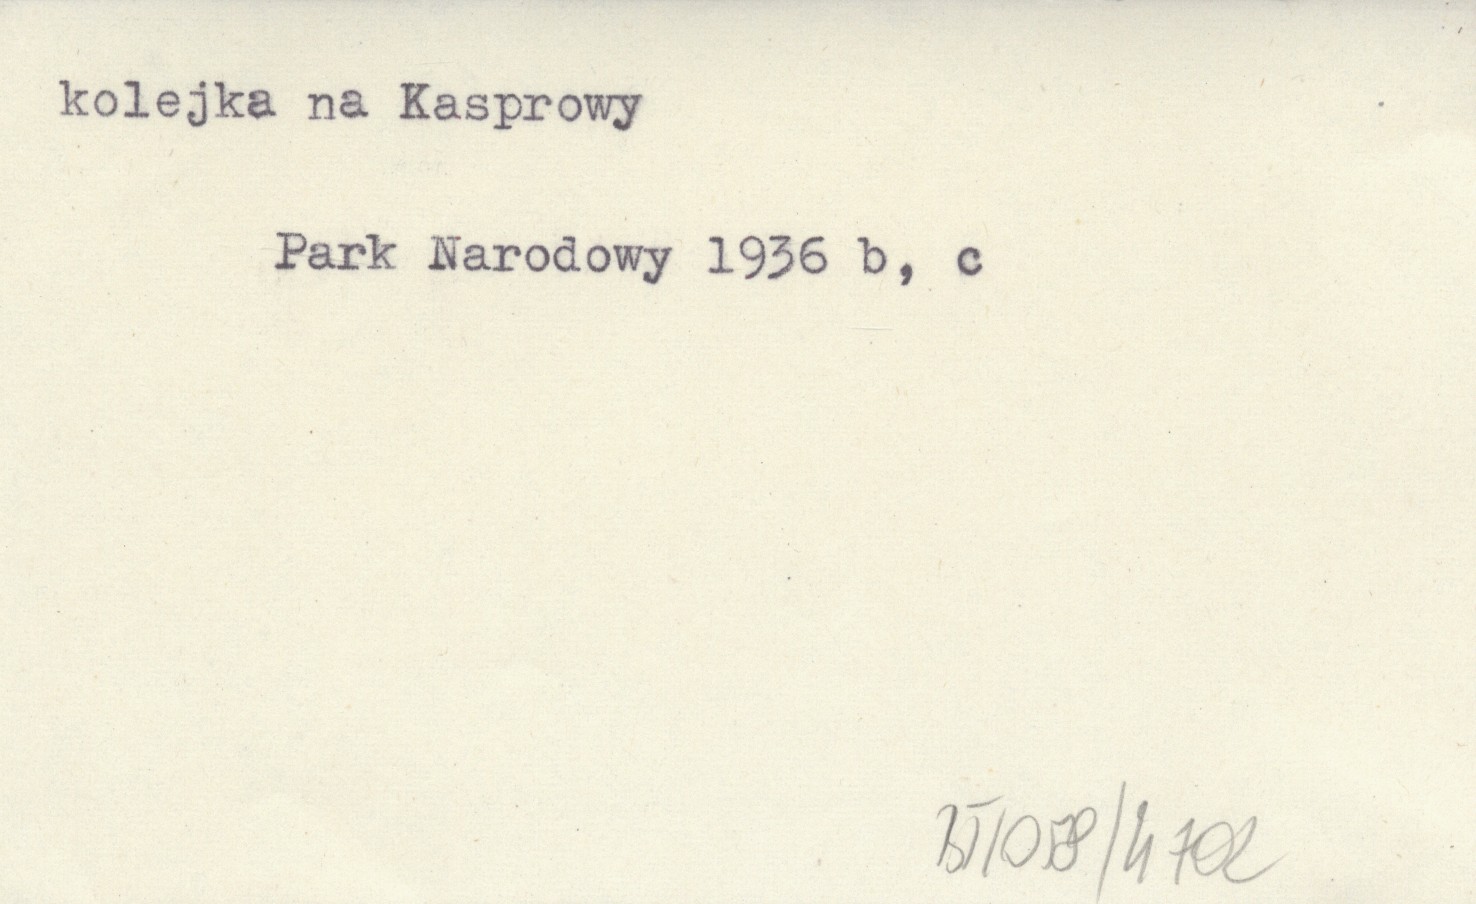 kolejka na Kasprowy
Park Narodowy 1936 b, c